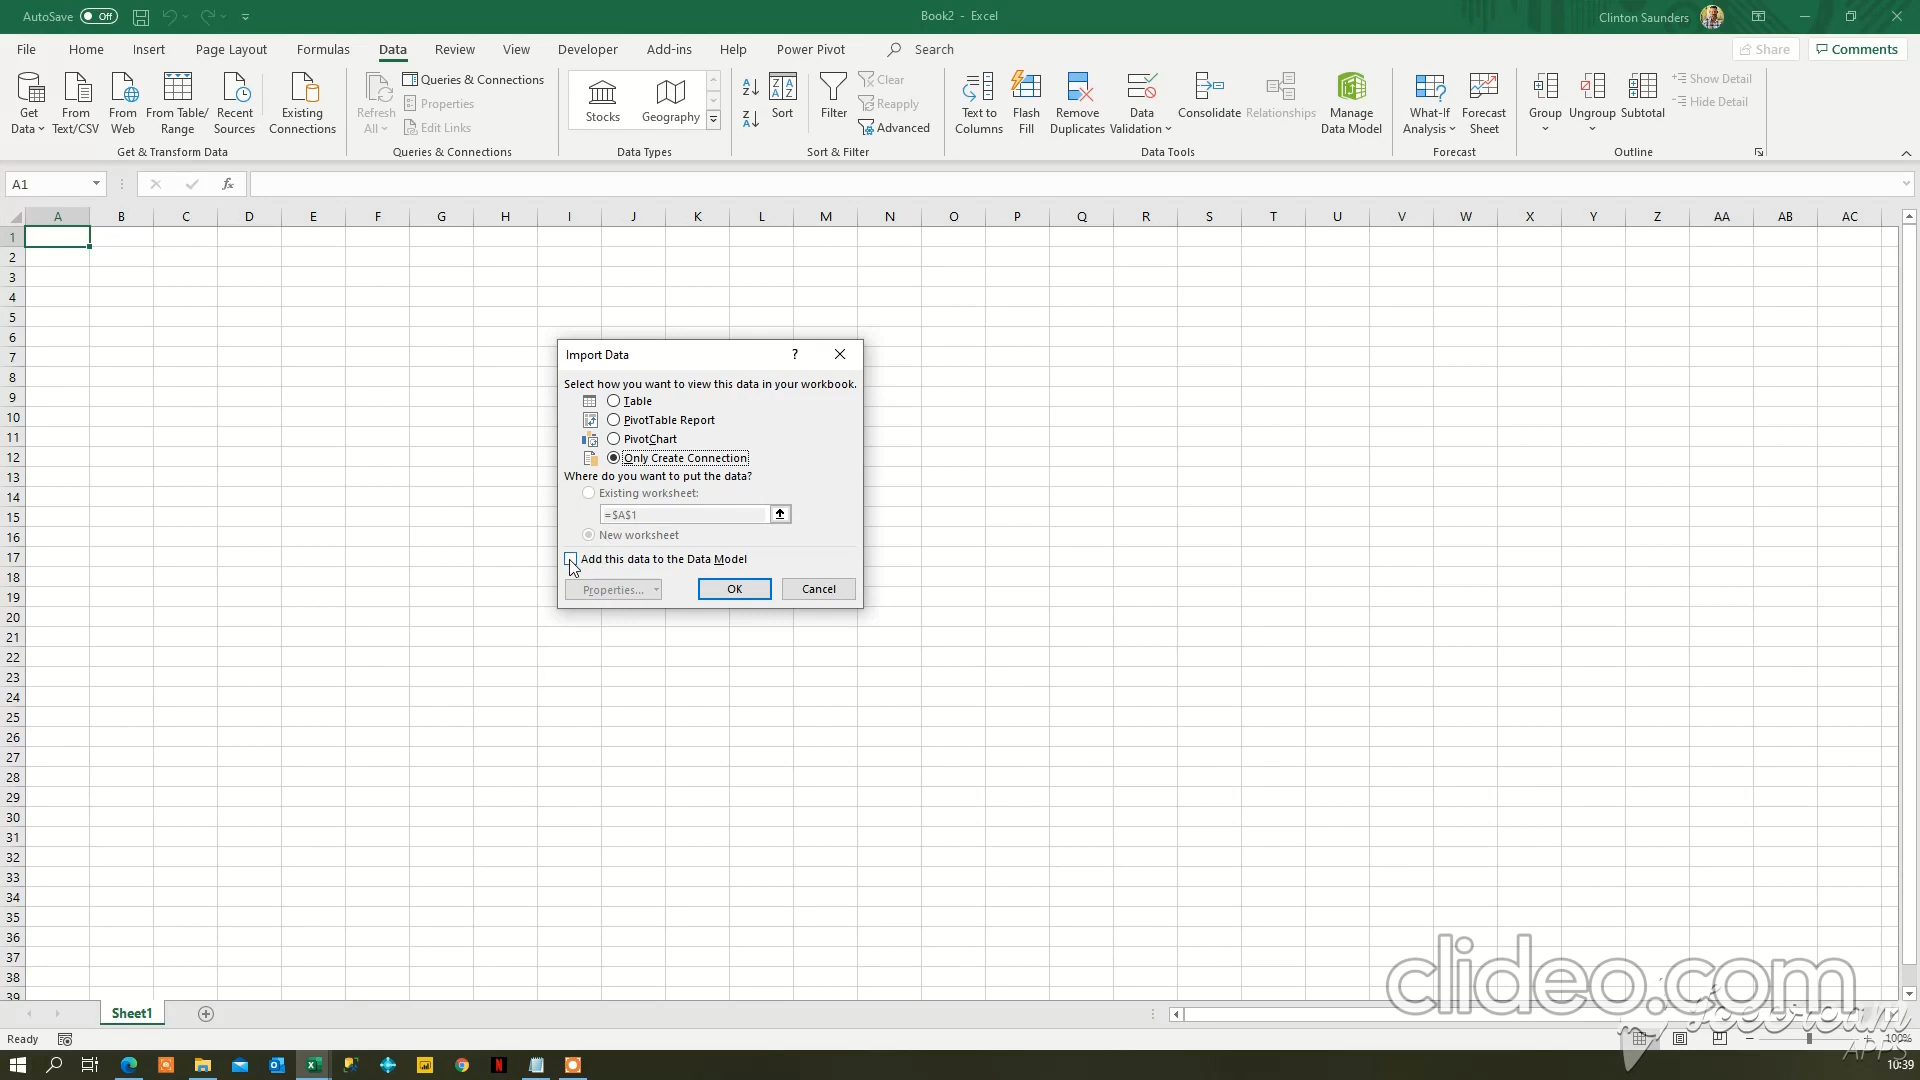 AutoSave Off Book2 - Excel Clinton Saunders
File Home Insert Page Layout Formulas Data Review View Developer Add-ins Help Power Pivot Search Share Comments
Get Data From Text/CSV From Web From Table/ Range Recent Sources Existing Connections
Get & Transform Data
Refresh All Queries & Connections
Properties
Edit Links
Queries & Connections
Stocks Geography
Data Types
Sort Filter Clear
Reapply
Advanced
Sort & Filter
Text to Columns Flash Fill Remove Duplicates Data Validation Consolidate Relationships Manage Data Model
Data Tools
What-If Analysis Forecast Sheet
Forecast
Group Ungroup Subtotal Show Detail
Hide Detail
Outline
A1 fx
A B C D E F G H I J K L M N O P Q R S T U V W X Y Z AA AB AC
1
2
3
4
5
6
7
8
9
10
11
12
13
14
15
16
17
18
19
20
21
22
23
24
25
26
27
28
29
30
31
32
33
34
35
36
37
38
39
Import Data ?
Select how you want to view this data in your workbook.
Table
PivotTable Report
PivotChart
Only Create Connection
Where do you want to put the data?
Existing worksheet:
=$A$1
New worksheet
Add this data to the Data Model
Properties... OK Cancel
clideo.com
Icecream
APPS
Sheet1
Ready 100%
10:39